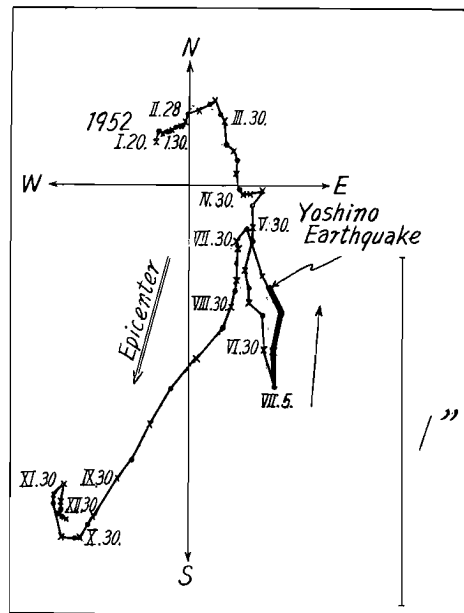 N
II.28
III.30.
1952
I.20.
1.30.
W
E
IV.30.
V.30.
Yoshino
Earthquake
VII.30.
Epicenter
VIII.30
VI.30
VII.5.
1"
XI.30
IX.30
XII.30
X.30.
S